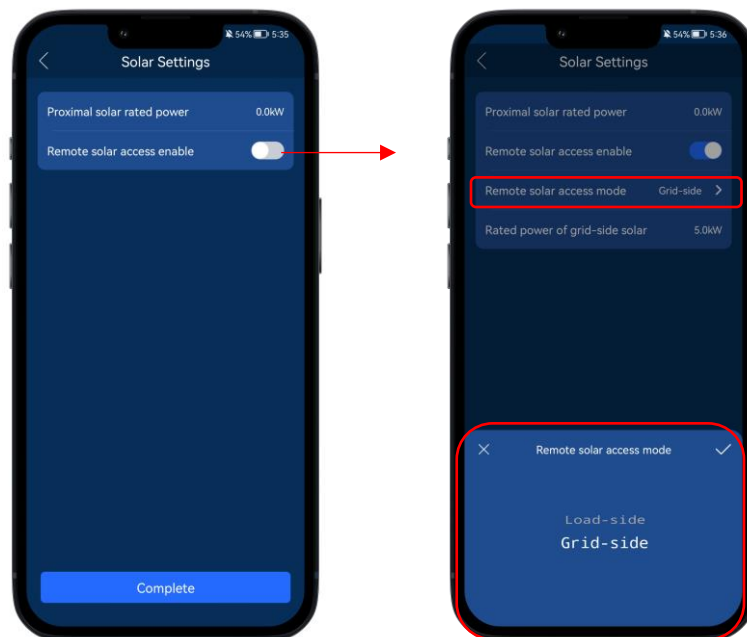 54% 5:35
Solar Settings
Proximal solar rated power 0.0kW
Remote solar access enable
Complete
54% 5:36
Solar Settings
Proximal solar rated power 0.0kW
Remote solar access enable
Remote solar access mode Grid-side
Rated power of grid-side solar 5.0kW
Remote solar access mode
Load-side
Grid-side